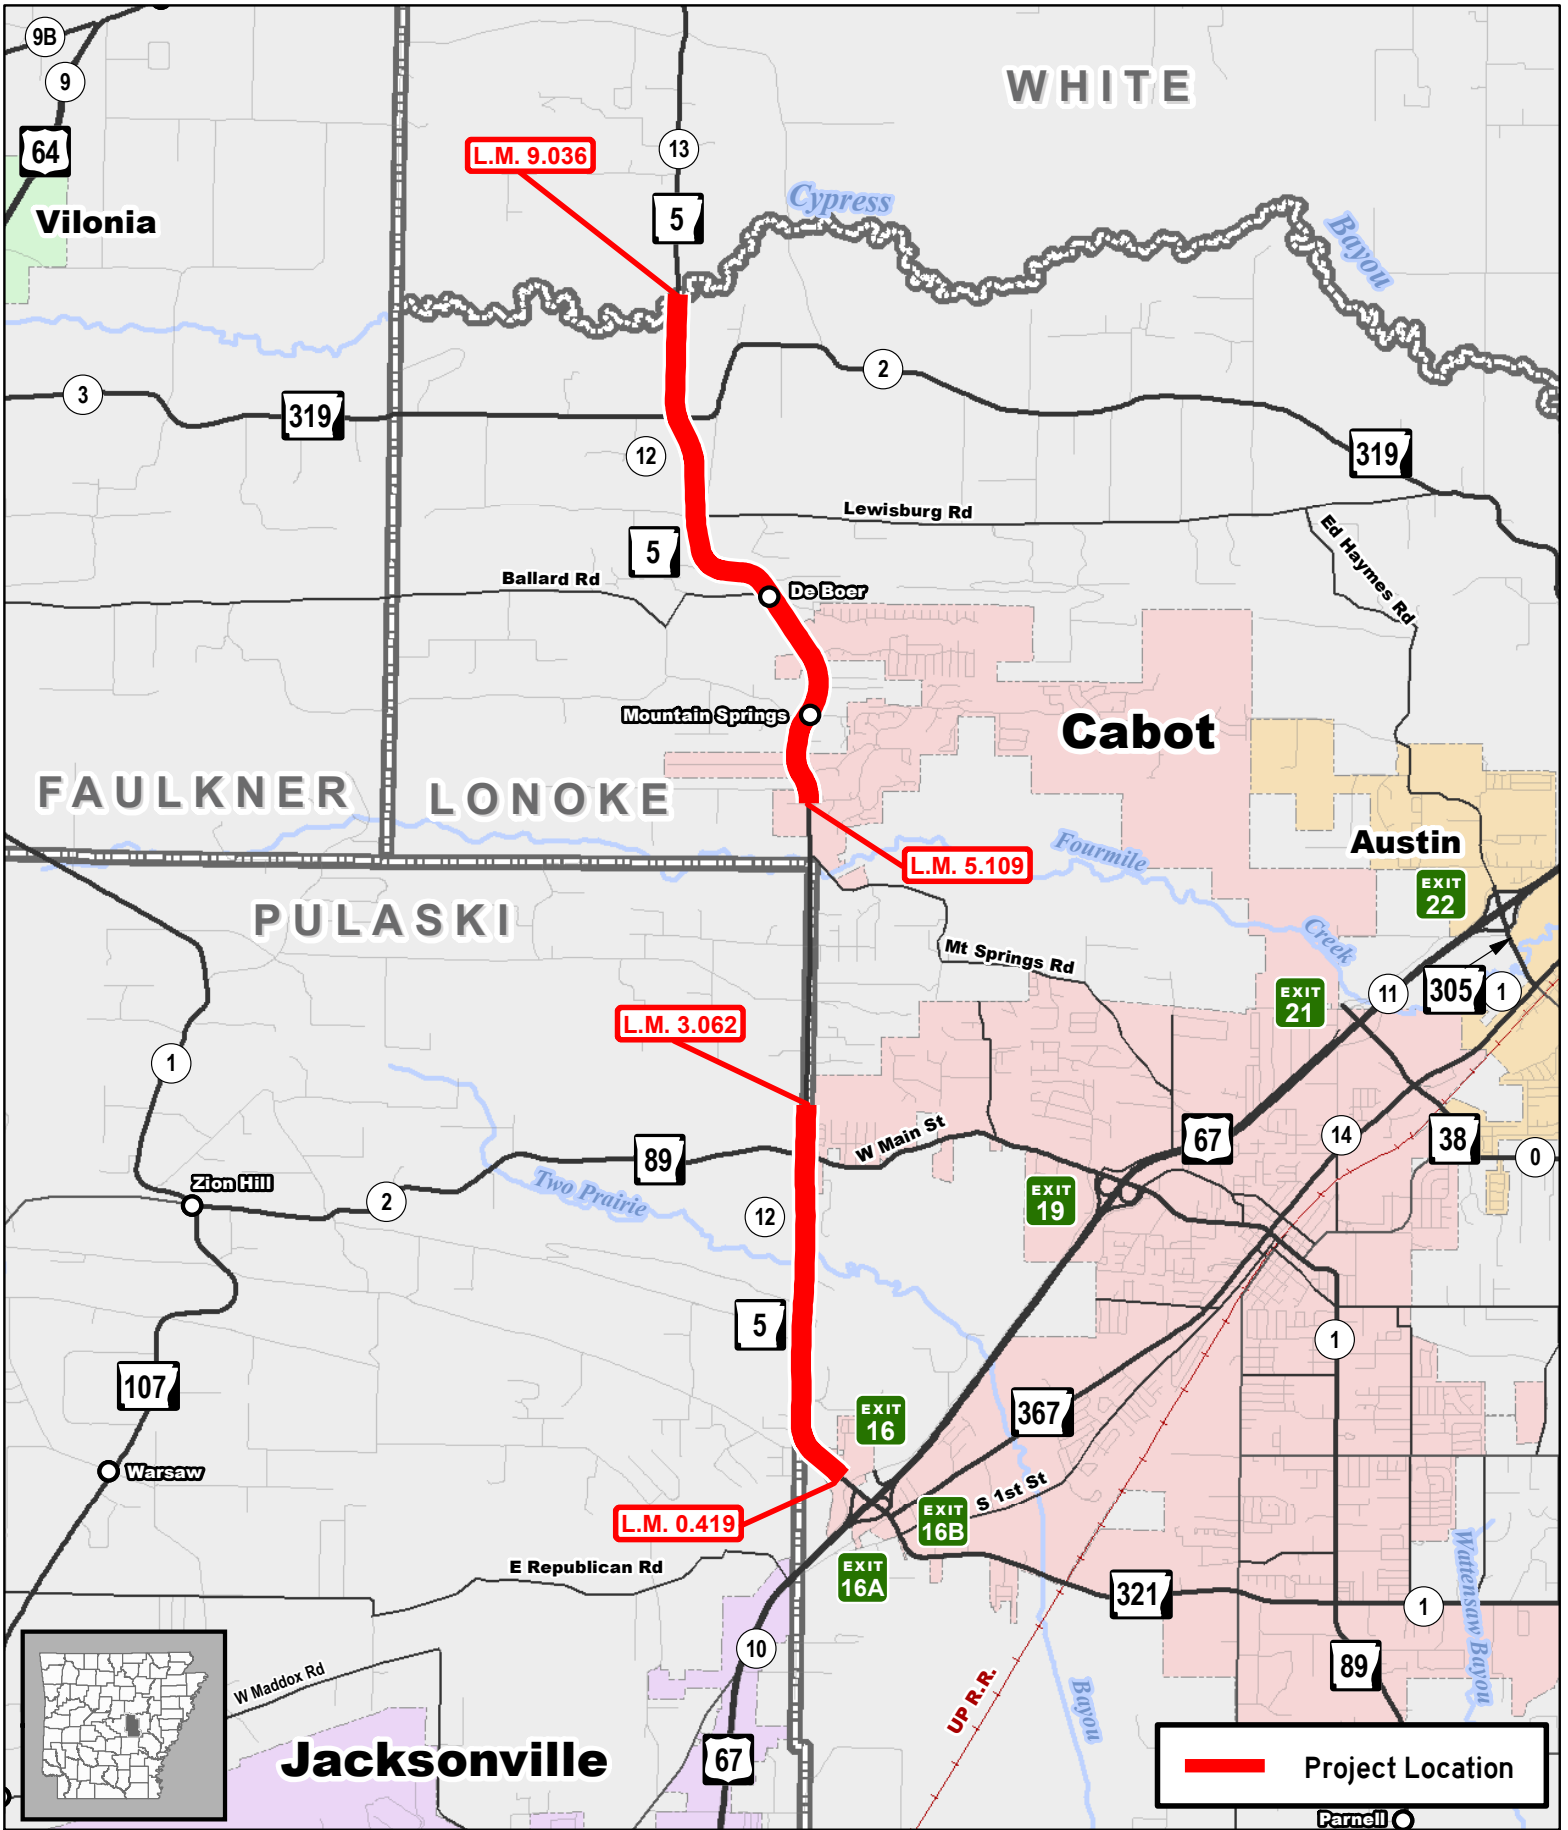 9B
9
64
Vilonia
WHITE
L.M. 9.036
13
5
Cypress
Bayou
3
319
2
12
319
Lewisburg Rd
Ed Haymes Rd
5
Ballard Rd
De Boer
Mountain Springs
Cabot
FAULKNER
LONOKE
L.M. 5.109
Fourmile
Creek
Austin
EXIT
22
PULASKI
Mt Springs Rd
EXIT
21
11
305
1
L.M. 3.062
1
W Main St
89
67
14
38
0
Zion Hill
2
Two Prairie
12
EXIT
19
5
1
107
EXIT
16
367
Warsaw
L.M. 0.419
S 1st St
EXIT
16B
E Republican Rd
EXIT
16A
321
1
Wattensaw Bayou
10
89
W Maddox Rd
UP R.R.
Bayou
Jacksonville
67
Project Location
Parnell